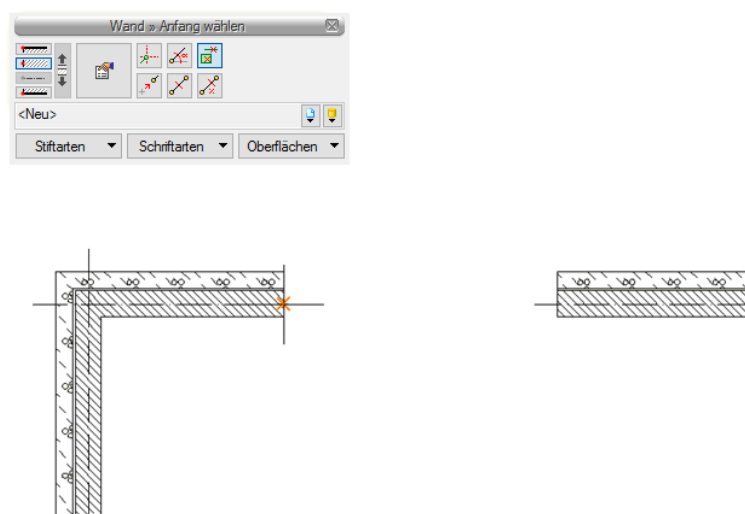 Wand » Anfang wählen
<Neu>
Stiftarten Schriftarten Oberflächen